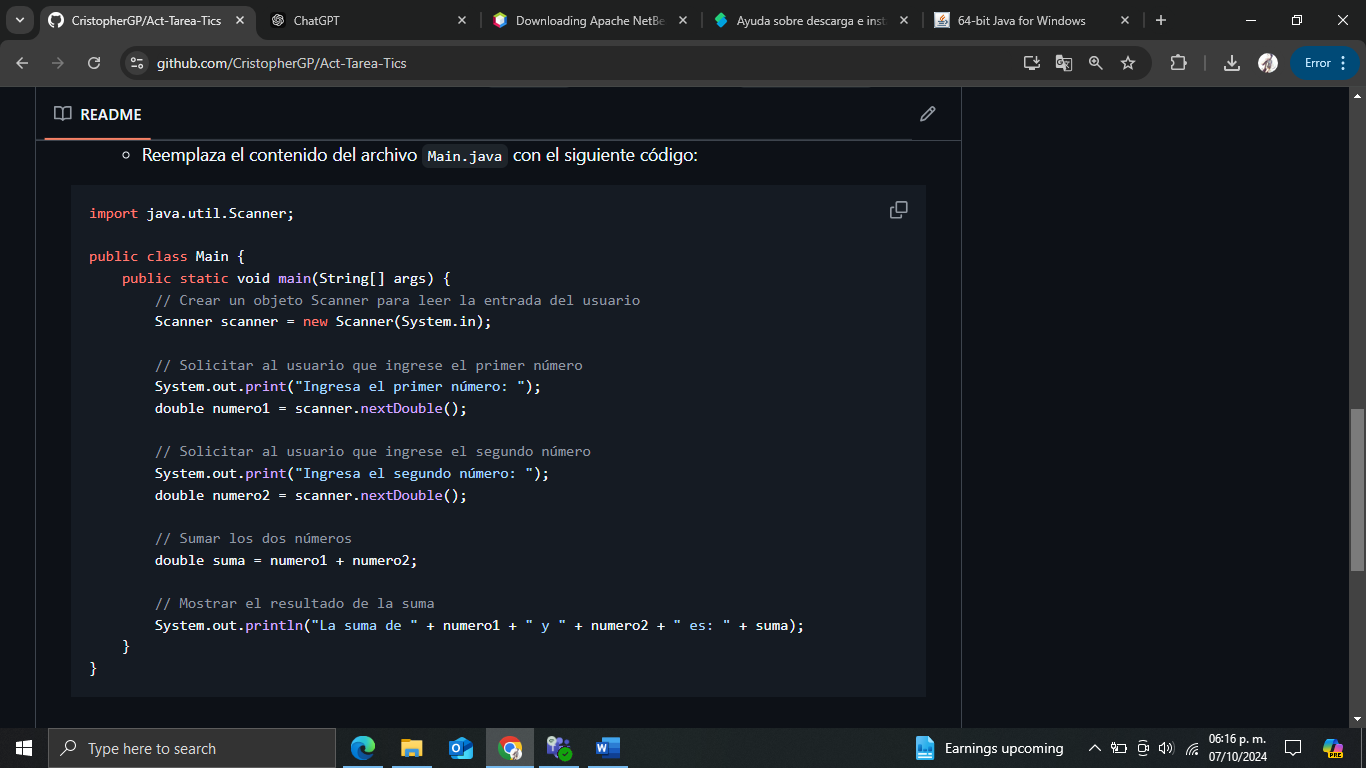 CristopherGP/Act-Tarea-Tics
ChatGPT
Downloading Apache NetBe
Ayuda sobre descarga e inst
64-bit Java for Windows
github.com/CristopherGP/Act-Tarea-Tics
Error
README
Reemplaza el contenido del archivo Main.java con el siguiente código:
import java.util.Scanner;
public class Main {
public static void main(String[] args) {
// Crear un objeto Scanner para leer la entrada del usuario
Scanner scanner = new Scanner(System.in);
// Solicitar al usuario que ingrese el primer número
System.out.print("Ingresa el primer número: ");
double numero1 = scanner.nextDouble();
// Solicitar al usuario que ingrese el segundo número
System.out.print("Ingresa el segundo número: ");
double numero2 = scanner.nextDouble();
// Sumar los dos números
double suma = numero1 + numero2;
// Mostrar el resultado de la suma
System.out.println("La suma de " + numero1 + " y " + numero2 + " es: " + suma);
}
}
Type here to search
Earnings upcoming
06:16 p. m.
07/10/2024